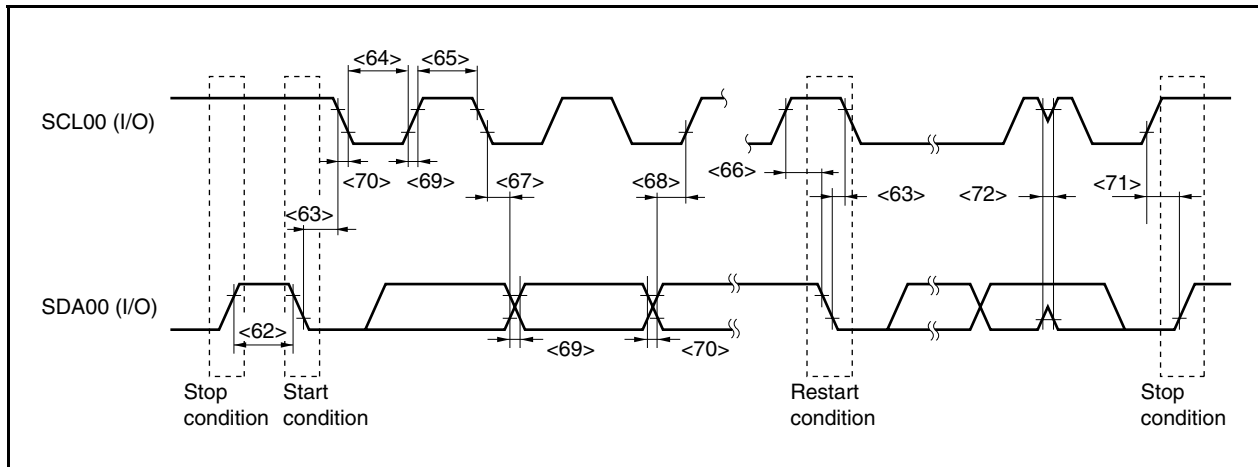 <64> <65>
SCL00 (I/O)
<70> <69> <67> <68> <66> <63> <72> <71>
<63>
SDA00 (I/O)
<62>
<69> <70>
Stop
condition
Start
condition
Restart
condition
Stop
condition